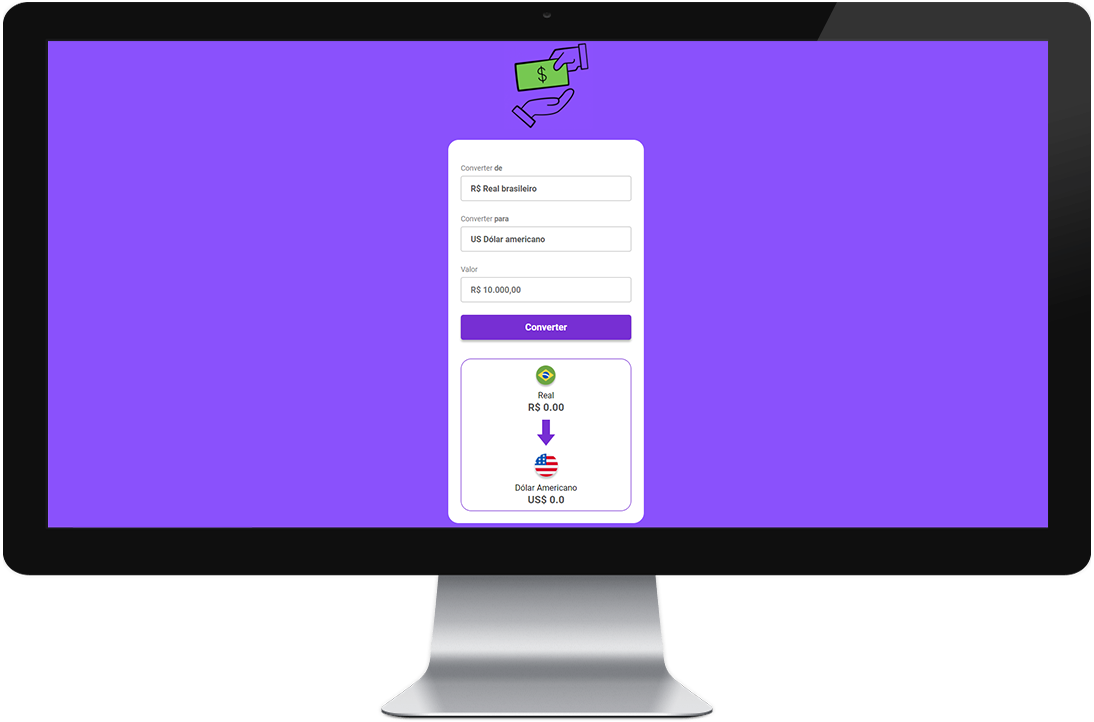 $
Converter de
R$ Real brasileiro
Converter para
US Dólar americano
Valor
R$ 10.000,00
Converter
Real
R$ 0.00
Dólar Americano
US$ 0.0